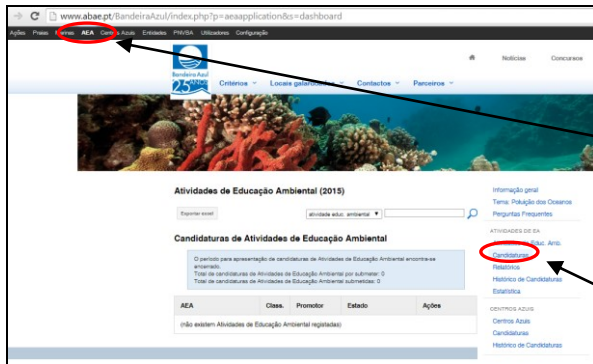 www.abae.pt/BandeiraAzul/index.php?p=aeaapplication&s=dashboard
Ações Praias Marinas AEA Centros Azuis Entidades PNVBA Utilizadores Configuração
Notícias Concursos
Bandeira Azul
25 ANOS
Critérios Locais galardoados Contactos Parceiros
Atividades de Educação Ambiental (2015)
Exportar excel
atividade educ. ambiental
Candidaturas de Atividades de Educação Ambiental
O período para apresentação de candidaturas de Atividades de Educação Ambiental encontra-se
encerrado.
Total de candidaturas de Atividades de Educação Ambiental por submeter: 0
Total de candidaturas de Atividades de Educação Ambiental submetidas: 0
AEA Class. Promotor Estado Ações
(não existem Atividades de Educação Ambiental registadas)
Informação geral
Tema: Poluição dos Oceanos
Perguntas Frequentes
ATIVIDADES DE EA
Educ. Amb.
Candidaturas
Relatórios
Histórico de Candidaturas
Estatística
CENTROS AZUIS
Centros Azuis
Candidaturas
Histórico de Candidaturas